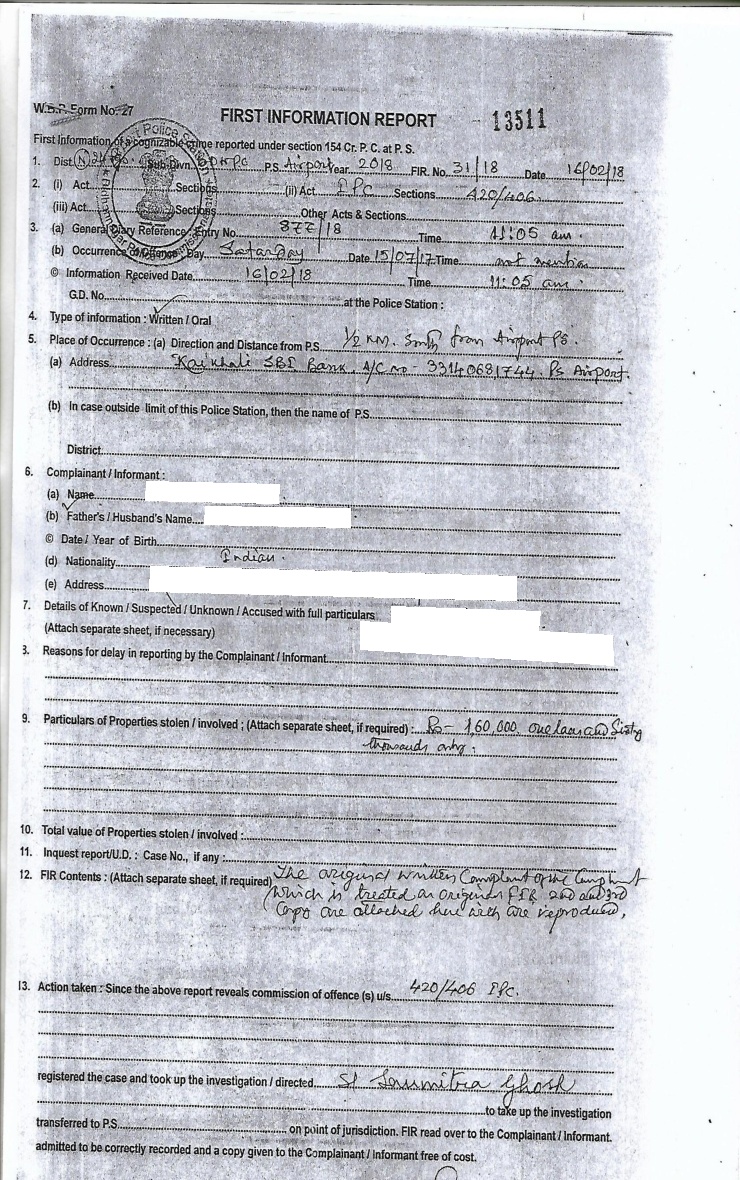 W.B.P. Form No.-27
FIRST INFORMATION REPORT 13511
First Information of a cognizable crime reported under section 154 Cr. P. C. at P. S.
1. Dist. (N) 24 Sub-Divn. P.S. Airport Year 2018 FIR. No. 31/18 Date 16/02/18
2. (i) Act Sections (ii) Act IPC Sections 420/406.
(iii) Act Sections Other Acts & Sections
3. (a) General Diary Reference: Entry No. 877/18 Time 11:05 am.
(b) Occurrence of Offence: Day. Satarday Date 15/07/17 Time not mention
© Information Received Date. 16/02/18 Time 11:05 am.
G.D. No. at the Police Station :
4. Type of information : Written / Oral
5. Place of Occurrence : (a) Direction and Distance from P.S. 1/2 KM. South from Airport PS.
(a) Address Kaikhali SBI Bank. A/C no - 33140681744. Ps Airport.
(b) In case outside limit of this Police Station, then the name of P.S.
District
6. Complainant / Informant :
(a) Name
(b) Father's / Husband's Name
© Date / Year of Birth
(d) Nationality Indian.
(e) Address
7. Details of Known / Suspected / Unknown / Accused with full particulars
(Attach separate sheet, if necessary)
3. Reasons for delay in reporting by the Complainant / Informant
9. Particulars of Properties stolen / involved ; (Attach separate sheet, if required) : Rs- 1,60,000, one and Sixty
thousands only.
10. Total value of Properties stolen / involved :
11. Inquest report/U.D. : Case No., if any :
12. FIR Contents : (Attach separate sheet, if required) The original written Complaint of the
which is treated as original FIR 2nd and 3rd
Copy are attached here with are reproduced.
13. Action taken : Since the above report reveals commission of offence (s) u/s. 420/406 IPC.
registered the case and took up the investigation / directed SI Soumitra Ghosh
to take up the investigation
transferred to P.S. on point of jurisdiction. FIR read over to the Complainant / Informant.
admitted to be correctly recorded and a copy given to the Complainant / Informant free of cost.